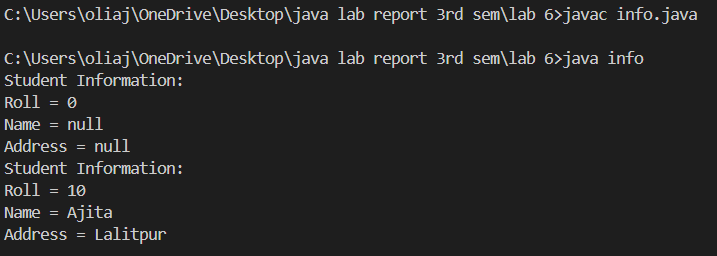 C:\Users\oliaj\OneDrive\Desktop\java lab report 3rd sem\lab 6>javac info.java
C:\Users\oliaj\OneDrive\Desktop\java lab report 3rd sem\lab 6>java info
Student Information:
Roll = 0
Name = null
Address = null
Student Information:
Roll = 10
Name = Ajita
Address = Lalitpur